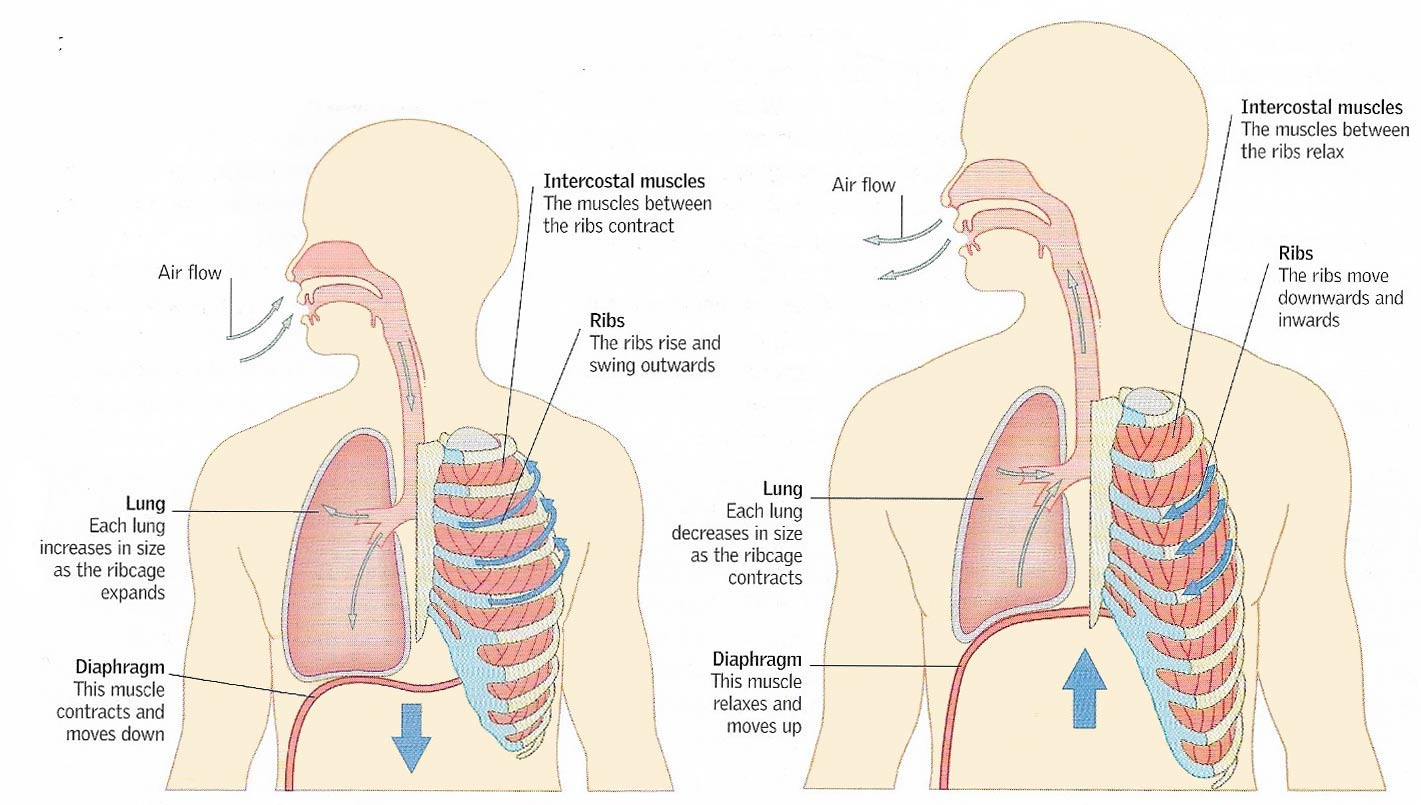 Air flow
Intercostal muscles
The muscles between
the ribs contract
Ribs
The ribs rise and
swing outwards
Lung
Each lung
increases in size
as the ribcage
expands
Diaphragm
This muscle
contracts and
moves down
Air flow
Intercostal muscles
The muscles between
the ribs relax
Ribs
The ribs move
downwards and
inwards
Lung
Each lung
decreases in size
as the ribcage
contracts
Diaphragm
This muscle
relaxes and
moves up